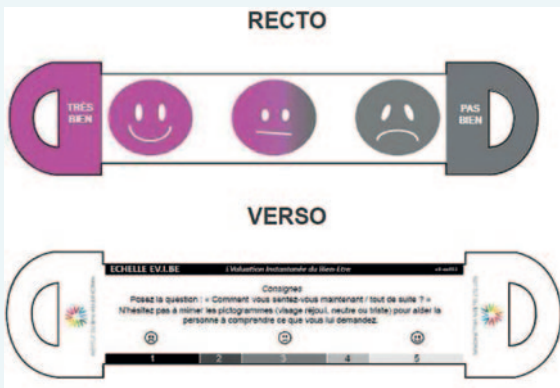 RECTO
TRÈS
BIEN
PAS
BIEN
VERSO
ECHELLE EV.I.BE
EValuation Instantanée du Bien-Etre
Consignes
Posez la question : « Comment vous sentez-vous maintenant / tout de suite ? »
N'hésitez pas à mimer les pictogrammes (visage réjoui, neutre ou triste) pour aider la
personne à comprendre ce que vous lui demandez.
1 2 3 4 5